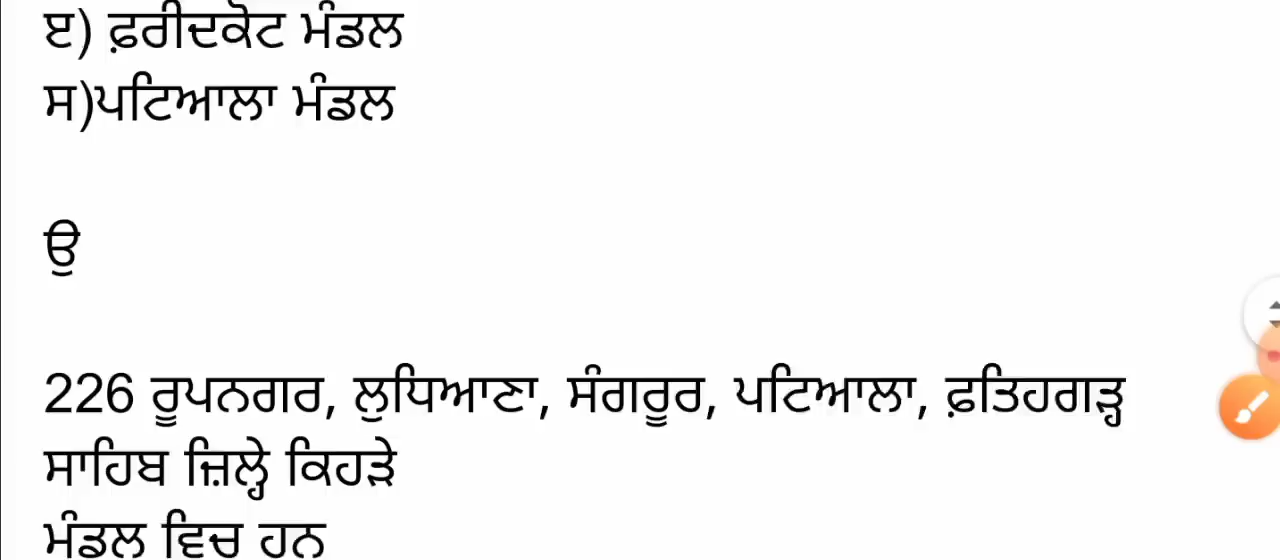 ੲ) ਫ਼ਰੀਦਕੋਟ ਮੰਡਲ
ਸ)ਪਟਿਆਲਾ ਮੰਡਲ
ੳੁ
226 ਰੂਪਨਗਰ, ਲੁਧਿਆਣਾ, ਸੰਗਰੂਰ, ਪਟਿਆਲਾ, ਫ਼ਤਿਹਗੜ੍ਹ
ਸਾਹਿਬ ਜ਼ਿਲ੍ਹੇ ਕਿਹੜੇ
ਮੰਡਲ ਵਿਚ ਹਨ